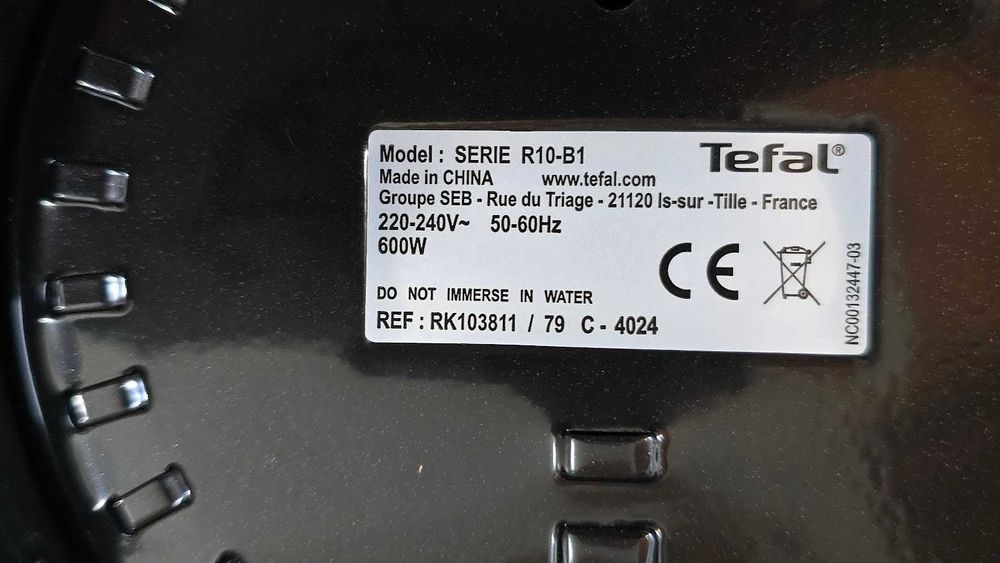 Model : SERIE R10-B1
Tefal®
Made in CHINA www.tefal.com
Groupe SEB - Rue du Triage - 21120 Is-sur -Tille - France
220-240V~ 50-60Hz
600W
CE
DO NOT IMMERSE IN WATER
REF : RK103811 / 79 C - 4024
NC00132447-03